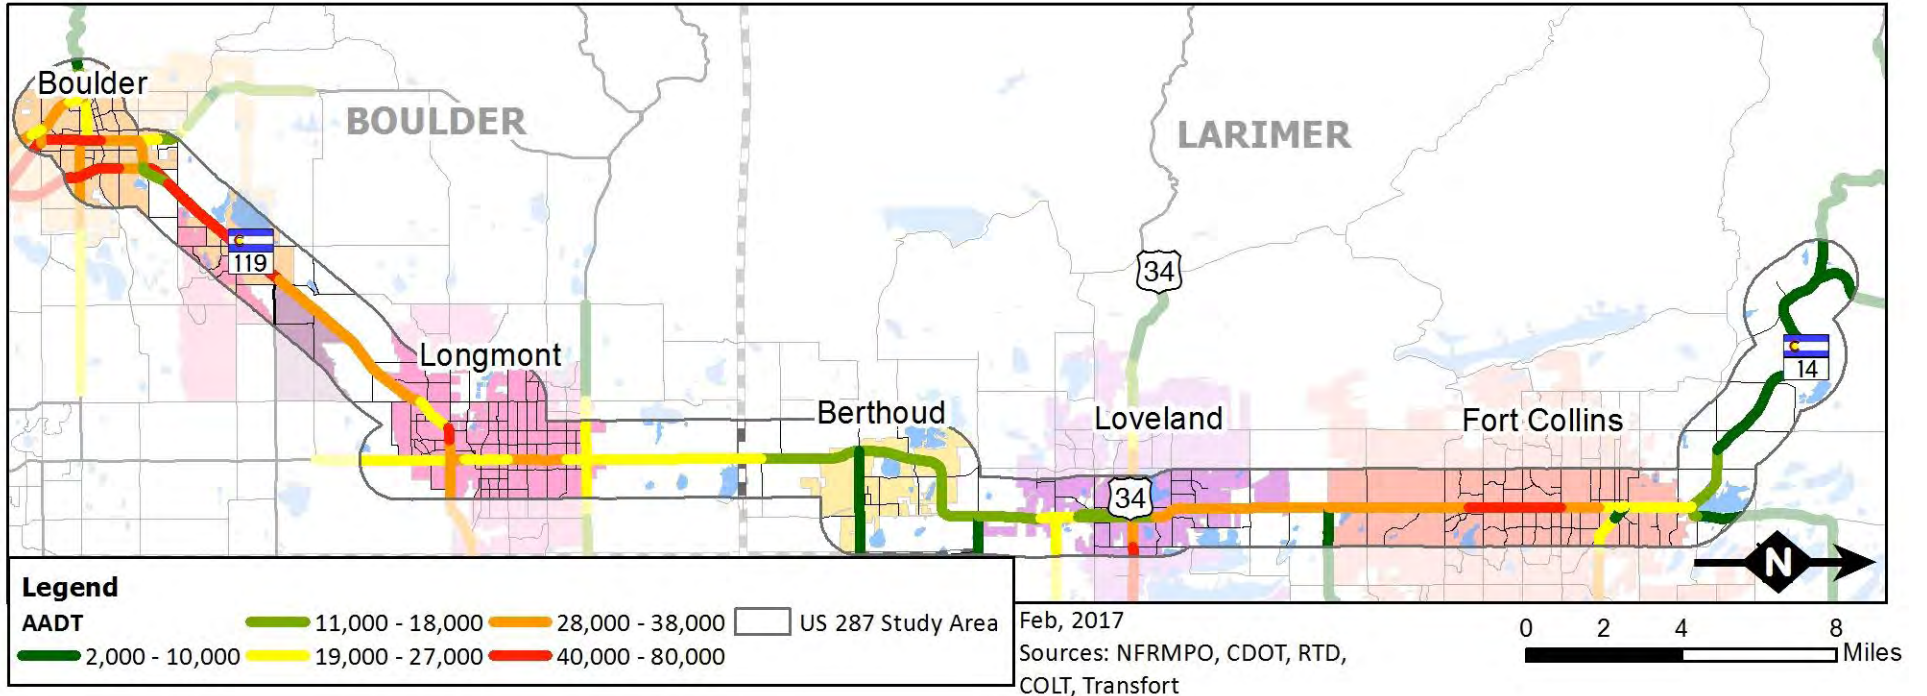 Boulder
BOULDER
LARIMER
119
34
Longmont
14
Berthoud
Loveland
Fort Collins
34
N
Legend
AADT
2,000 - 10,000
11,000 - 18,000
19,000 - 27,000
28,000 - 38,000
40,000 - 80,000
US 287 Study Area
Feb, 2017
Sources: NFRMPO, CDOT, RTD,
COLT, Transfort
0 2 4 8
Miles